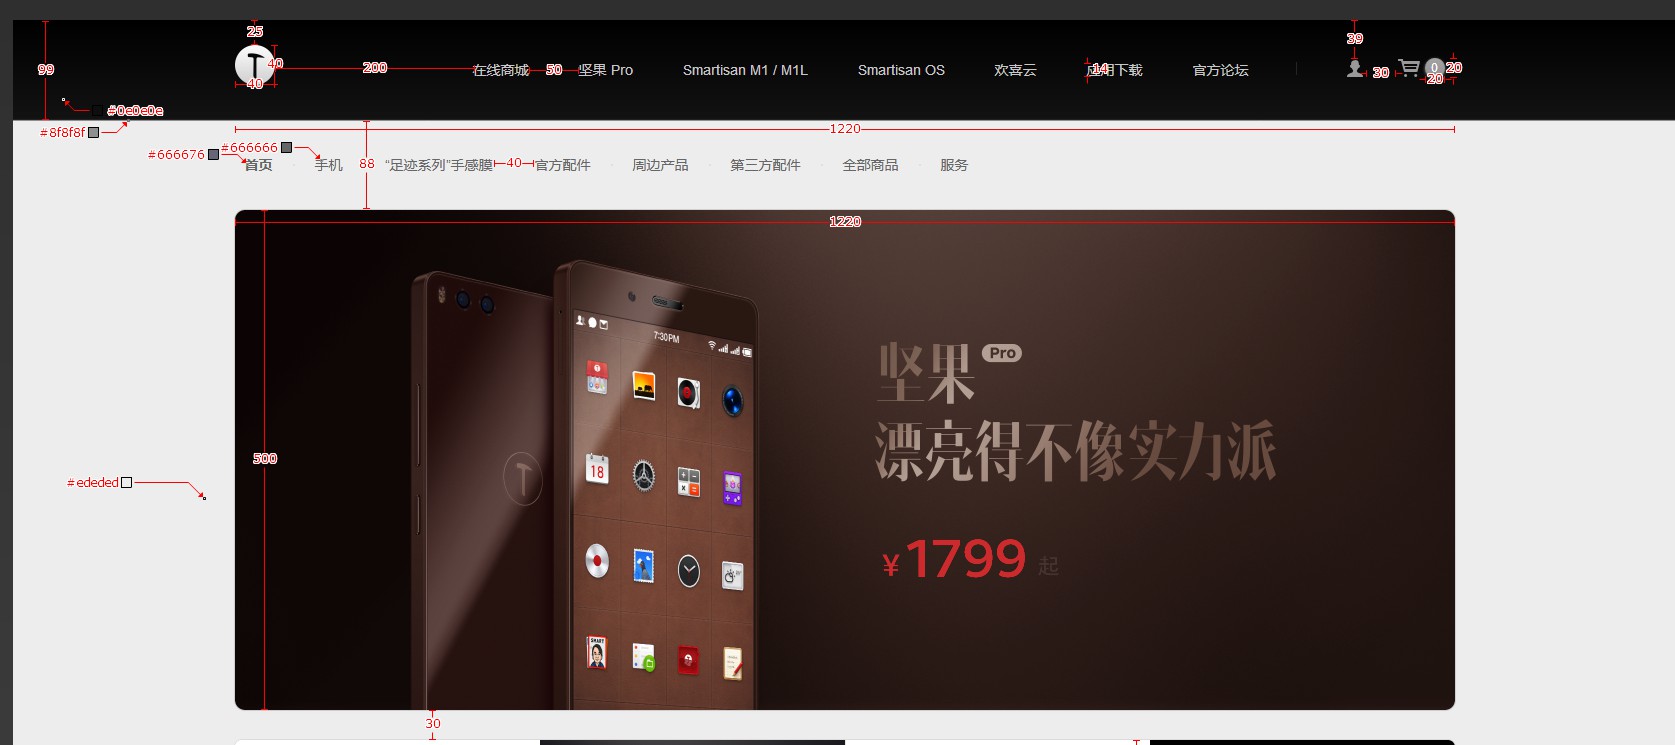 25
39
99
40
200
在线商城
50
坚果 Pro
Smartisan M1 / M1L
Smartisan OS
欢喜云
14
应用下载
官方论坛
30
0
20
40
20
#0e0e0e
#8f8f8f
1220
#666676
#666666
首页
手机
88
“足迹系列”手感膜
40
官方配件
周边产品
第三方配件
全部商品
服务
1220
7:30PM
坚果 Pro
漂亮得不像实力派
500
18
#ededed
¥1799 起
SMART
30